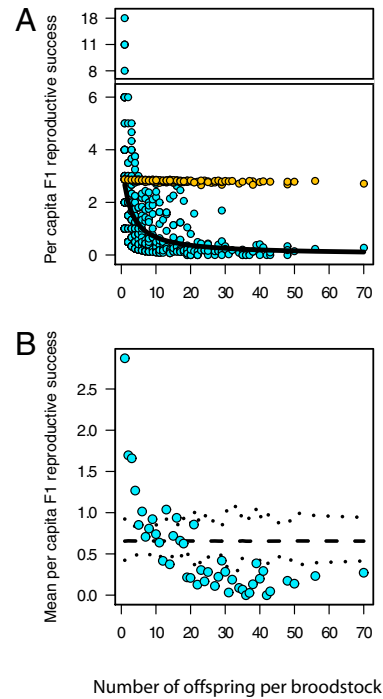 A
Per capita F1 reproductive success
18
11
8
6
4
2
0
0 10 20 30 40 50 60 70
B
Mean per capita F1 reproductive success
2.5
2.0
1.5
1.0
0.5
0.0
0 10 20 30 40 50 60 70
Number of offspring per broodstock